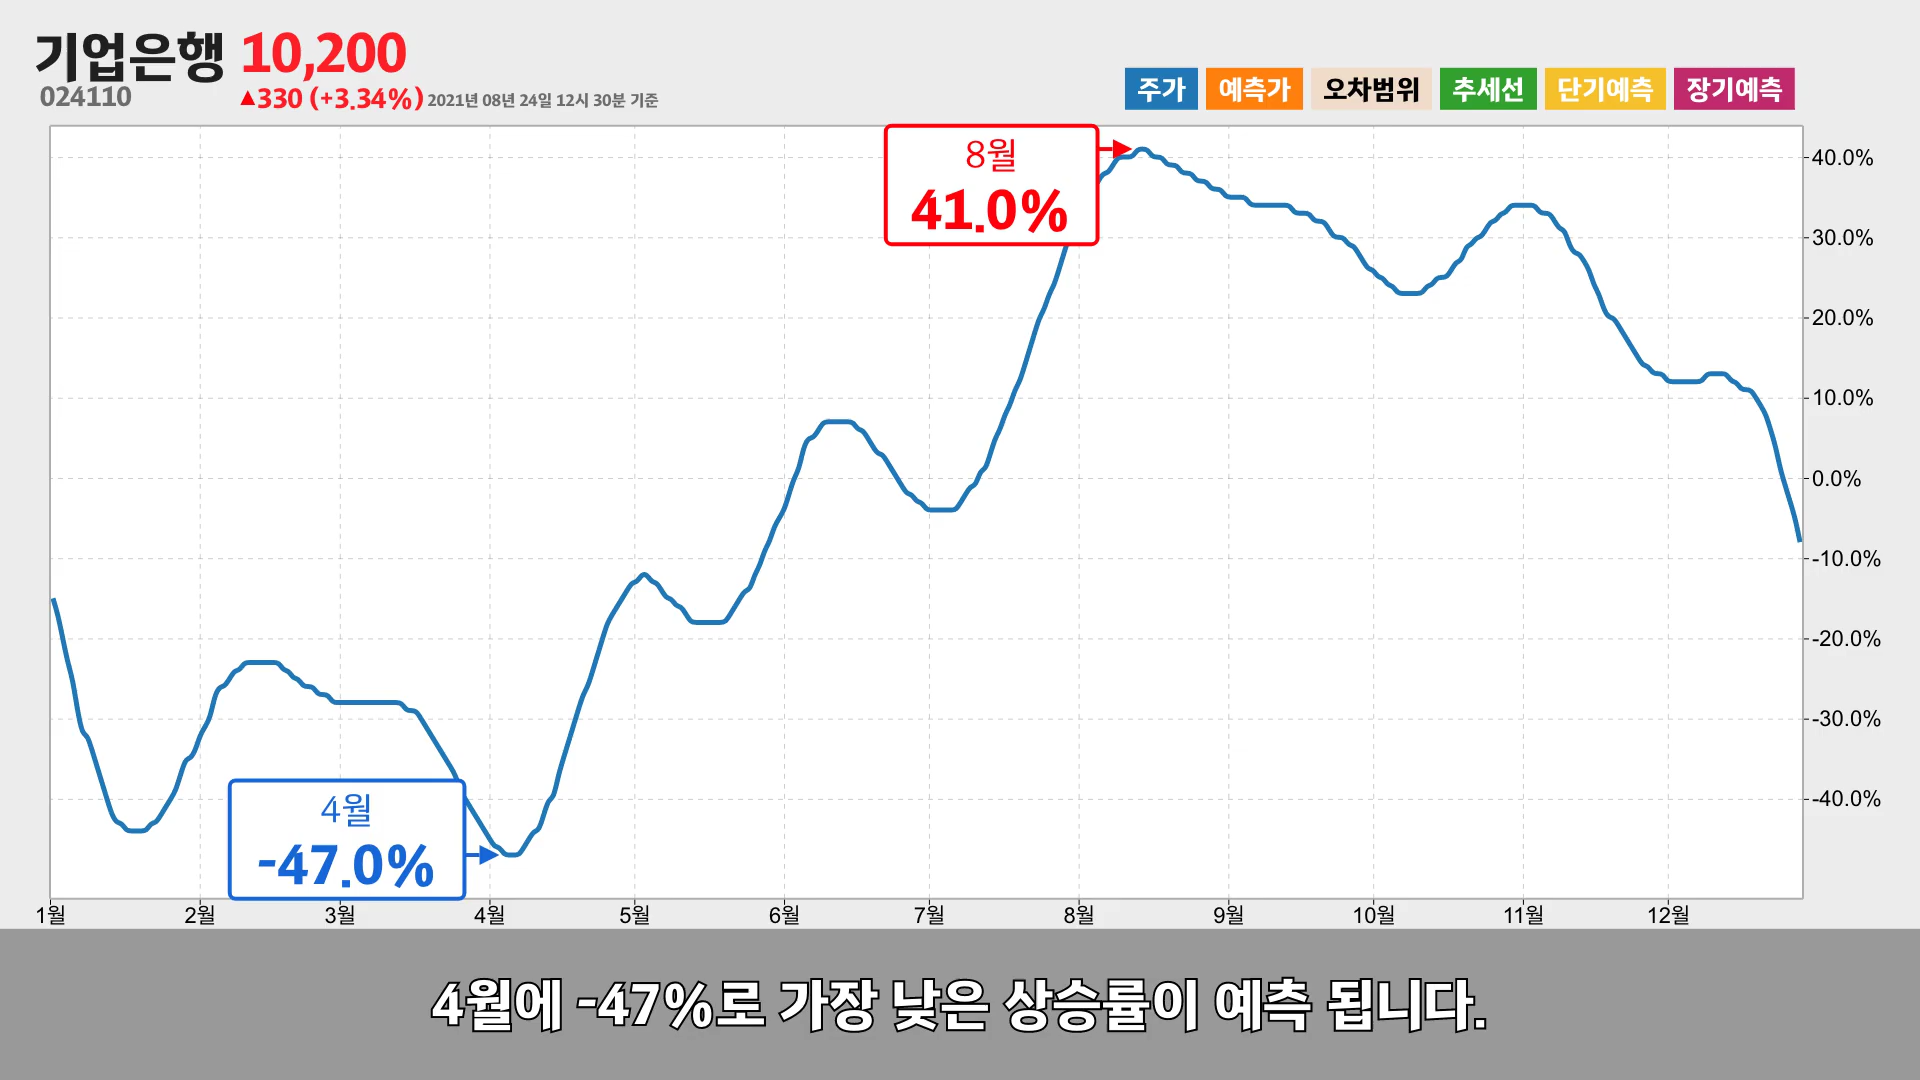 기업은행 10,200
024110 ▲330 (+3.34%) 2021년 08년 24일 12시 30분 기준
주가 예측가 오차범위 추세선 단기예측 장기예측
8월
41.0%
4월
-47.0%
40.0%
30.0%
20.0%
10.0%
0.0%
-10.0%
-20.0%
-30.0%
-40.0%
1월 2월 3월 4월 5월 6월 7월 8월 9월 10월 11월 12월
4월에 -47%로 가장 낮은 상승률이 예측 됩니다.